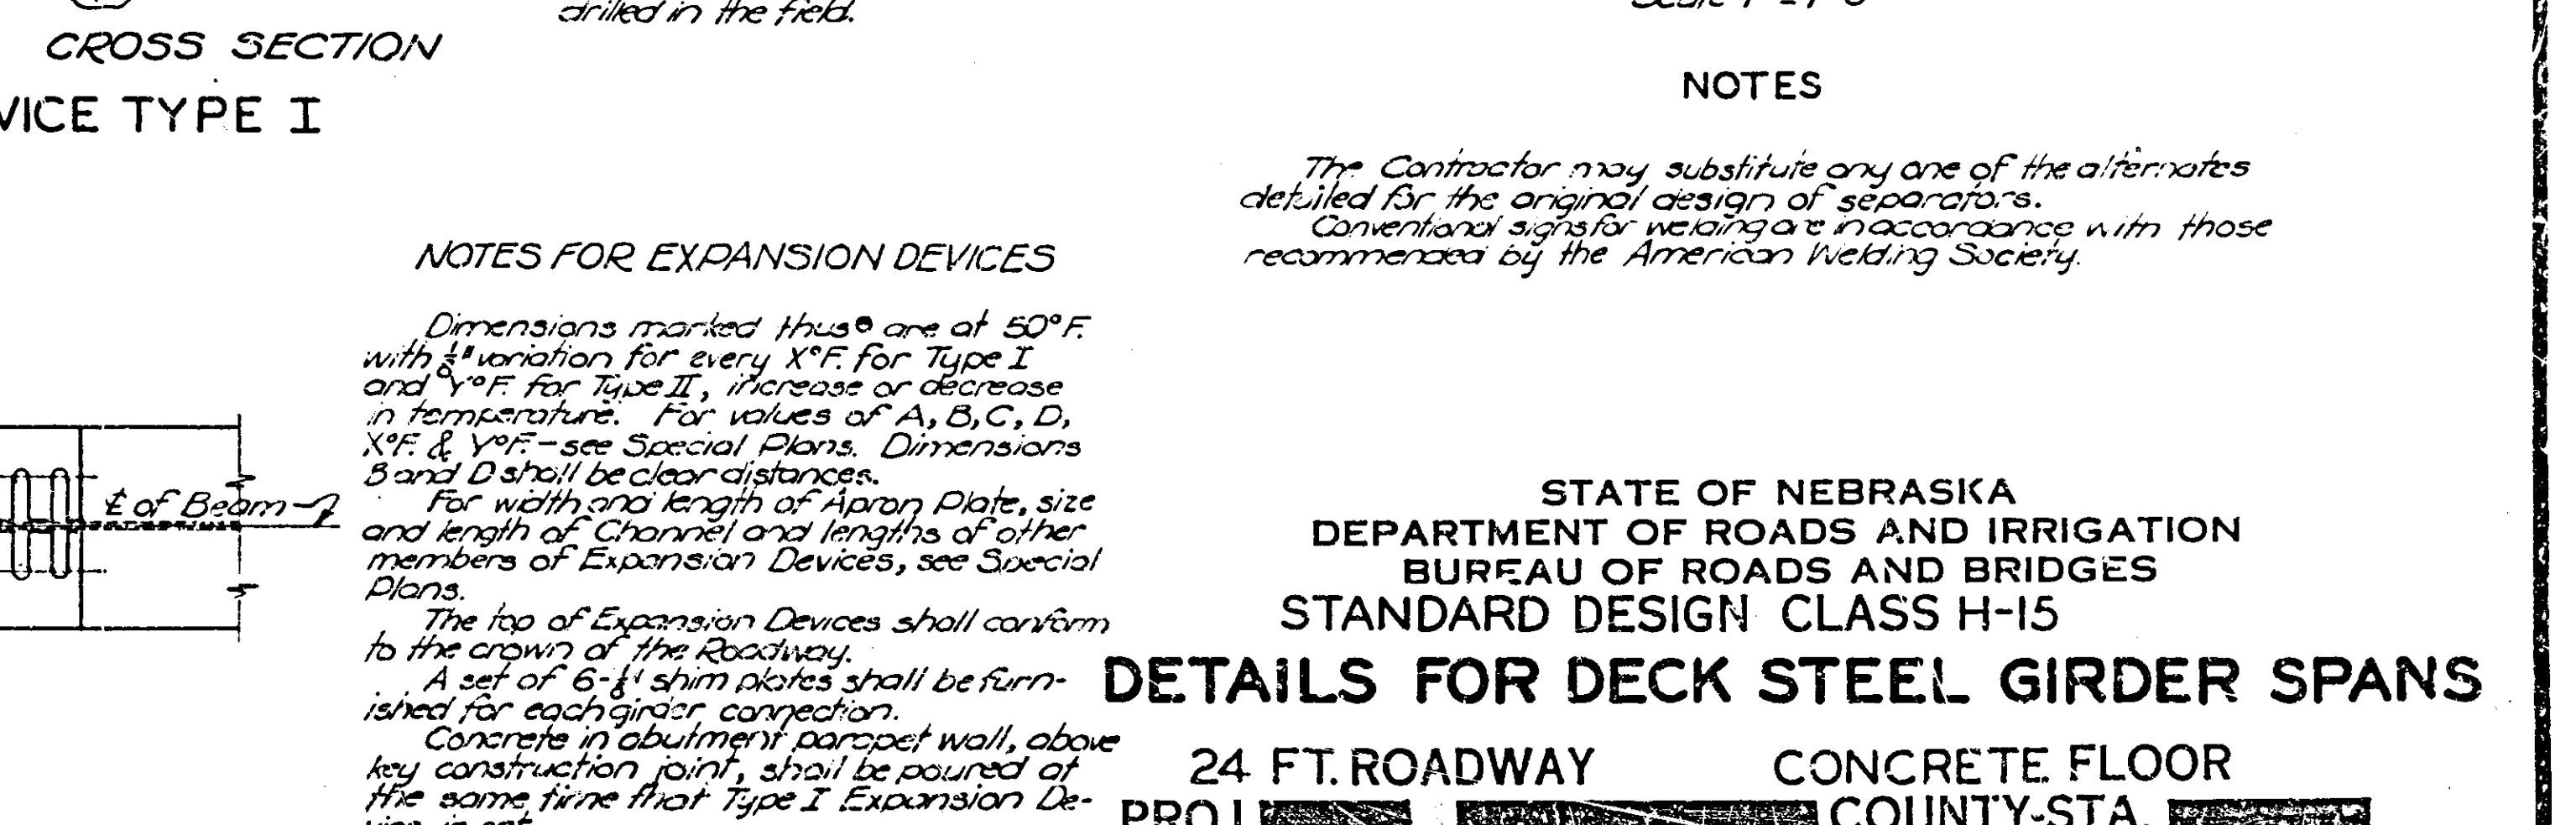 drilled in the field.
CROSS SECTION
VICE TYPE I
NOTES FOR EXPANSION DEVICES
Dimensions marked thus ● are at 50°F.
with 1/8" variation for every X°F. for Type I
and Y°F. for Type II, increase or decrease
in temperature. For values of A, B, C, D,
X°F. & Y°F. - see Special Plans. Dimensions
B and D shall be clear distances.
For width and length of Apron Plate, size
and length of Channel and lengths of other
members of Expansion Devices, see Special
Plans.
The top of Expansion Devices shall conform
to the crown of the Roadway.
A set of 6-1/8" shim plates shall be furn-
ished for each girder connection.
Concrete in abutment parapet wall, above
key construction joint, shall be poured at
the same time that Type I Expansion De-
℄ of Beam
NOTES
The Contractor may substitute any one of the alternates
detailed for the original design of separators.
Conventional signs for welding are in accordance with those
recommended by the American Welding Society.
STATE OF NEBRASKA
DEPARTMENT OF ROADS AND IRRIGATION
BUREAU OF ROADS AND BRIDGES
STANDARD DESIGN CLASS H-15
DETAILS FOR DECK STEEL GIRDER SPANS
24 FT. ROADWAY CONCRETE FLOOR
PROJ. COUNTY-STA.